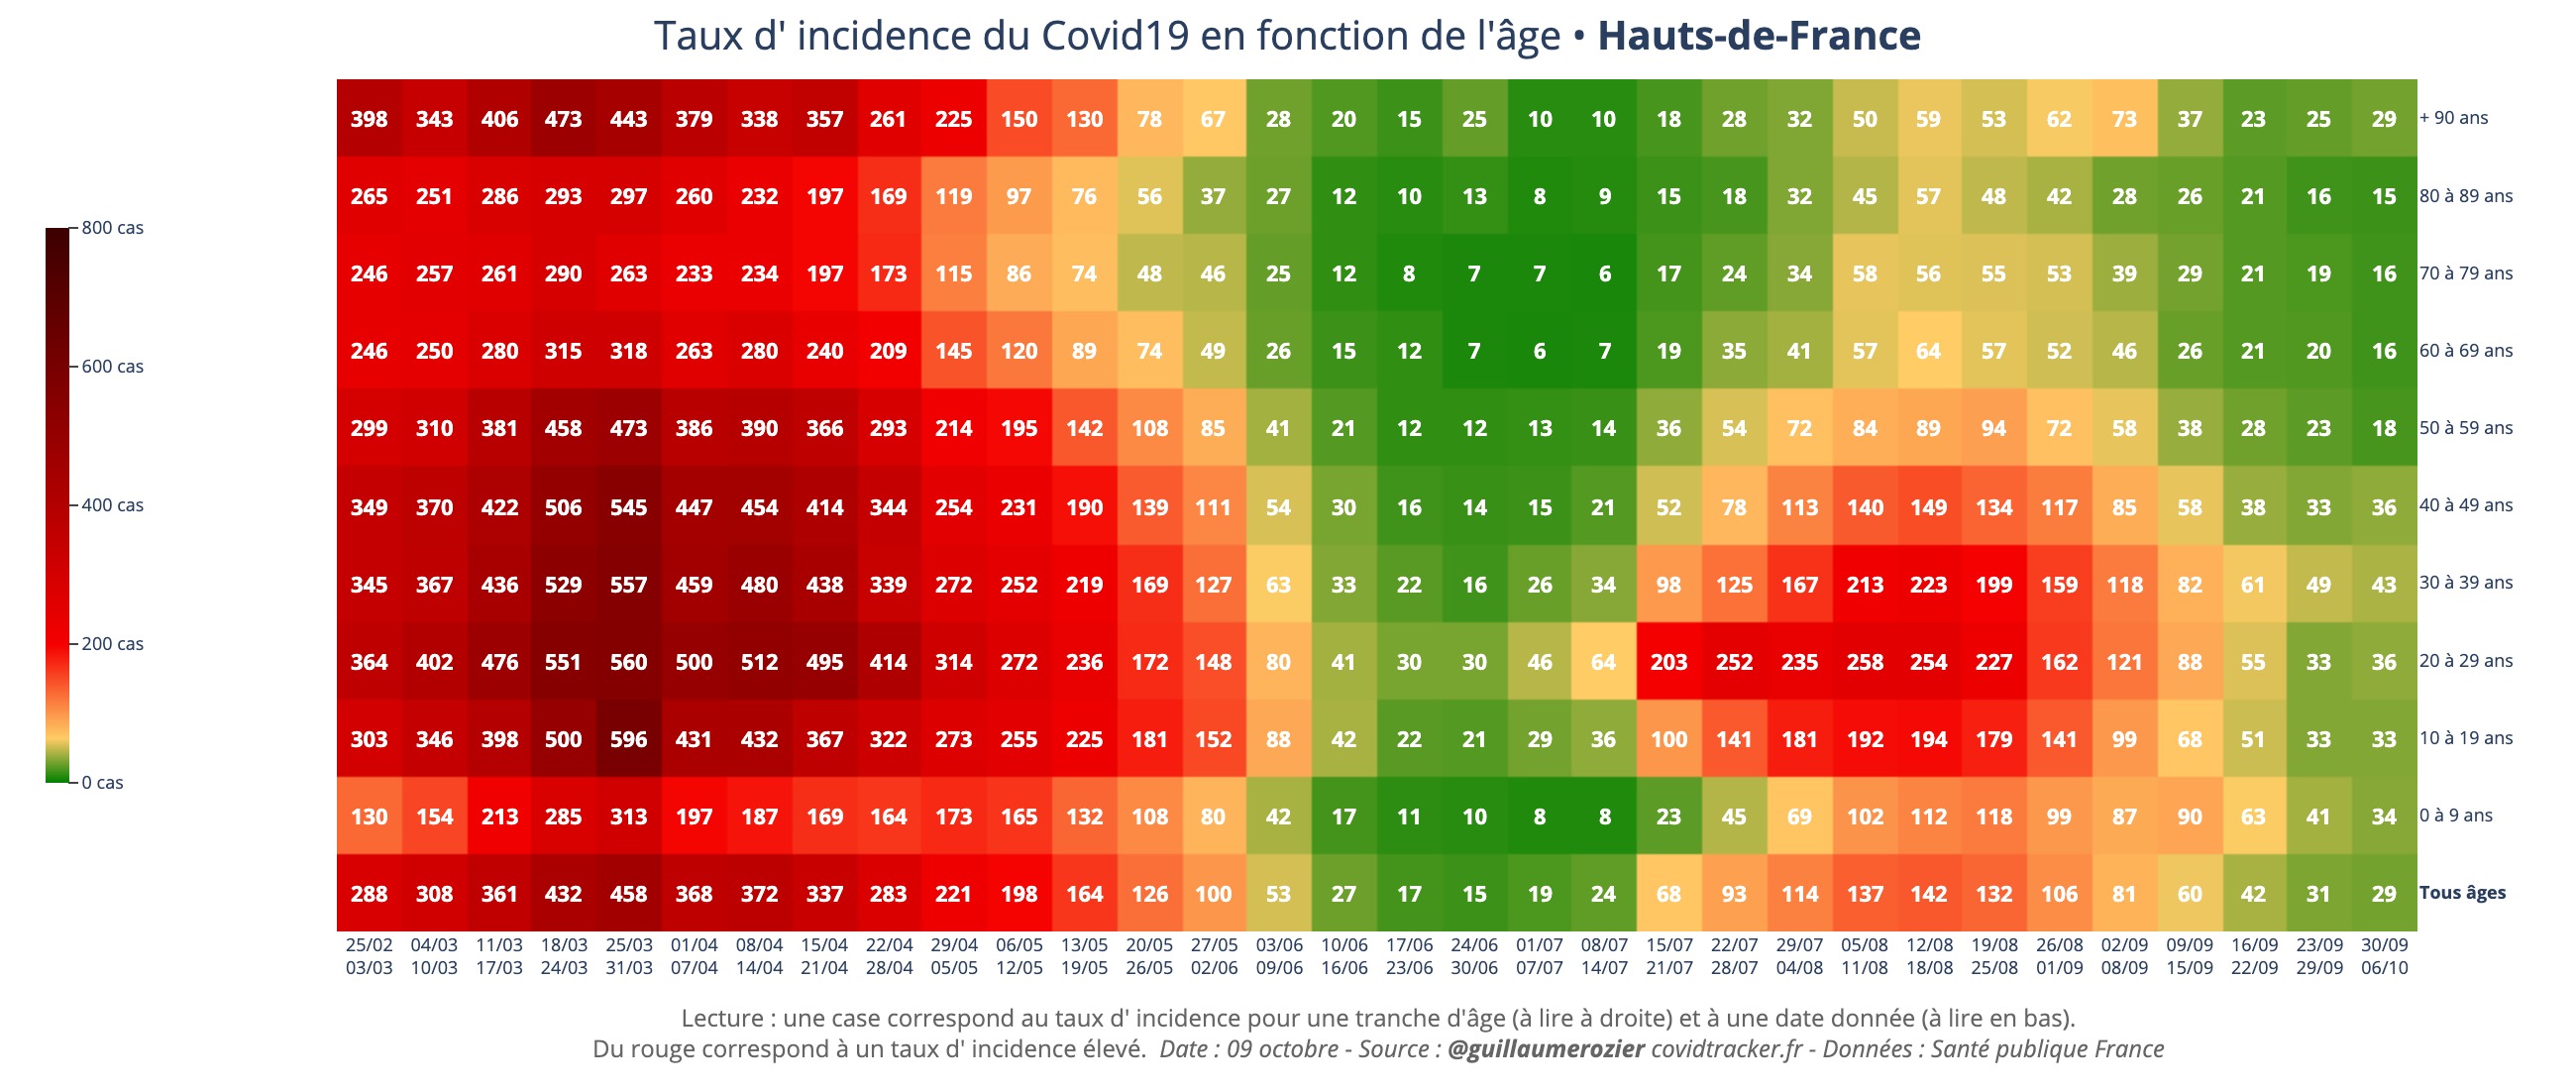 Taux d' incidence du Covid19 en fonction de l'âge • Hauts-de-France
800 cas
600 cas
400 cas
200 cas
0 cas
398 343 406 473 443 379 338 357 261 225 150 130 78 67 28 20 15 25 10 10 18 28 32 50 59 53 62 73 37 23 25 29 + 90 ans
265 251 286 293 297 260 232 197 169 119 97 76 56 37 27 12 10 13 8 9 15 18 32 45 57 48 42 28 26 21 16 15 80 à 89 ans
246 257 261 290 263 233 234 197 173 115 86 74 48 46 25 12 8 7 7 6 17 24 34 58 56 55 53 39 29 21 19 16 70 à 79 ans
246 250 280 315 318 263 280 240 209 145 120 89 74 49 26 15 12 7 6 7 19 35 41 57 64 57 52 46 26 21 20 16 60 à 69 ans
299 310 381 458 473 386 390 366 293 214 195 142 108 85 41 21 12 12 13 14 36 54 72 84 89 94 72 58 38 28 23 18 50 à 59 ans
349 370 422 506 545 447 454 414 344 254 231 190 139 111 54 30 16 14 15 21 52 78 113 140 149 134 117 85 58 38 33 36 40 à 49 ans
345 367 436 529 557 459 480 438 339 272 252 219 169 127 63 33 22 16 26 34 98 125 167 213 223 199 159 118 82 61 49 43 30 à 39 ans
364 402 476 551 560 500 512 495 414 314 272 236 172 148 80 41 30 30 46 64 203 252 235 258 254 227 162 121 88 55 33 36 20 à 29 ans
303 346 398 500 596 431 432 367 322 273 255 225 181 152 88 42 22 21 29 36 100 141 181 192 194 179 141 99 68 51 33 33 10 à 19 ans
130 154 213 285 313 197 187 169 164 173 165 132 108 80 42 17 11 10 8 8 23 45 69 102 112 118 99 87 90 63 41 34 0 à 9 ans
288 308 361 432 458 368 372 337 283 221 198 164 126 100 53 27 17 15 19 24 68 93 114 137 142 132 106 81 60 42 31 29 Tous âges
25/02 04/03 11/03 18/03 25/03 01/04 08/04 15/04 22/04 29/04 06/05 13/05 20/05 27/05 03/06 10/06 17/06 24/06 01/07 08/07 15/07 22/07 29/07 05/08 12/08 19/08 26/08 02/09 09/09 16/09 23/09 30/09
03/03 10/03 17/03 24/03 31/03 07/04 14/04 21/04 28/04 05/05 12/05 19/05 26/05 02/06 09/06 16/06 23/06 30/06 07/07 14/07 21/07 28/07 04/08 11/08 18/08 25/08 01/09 08/09 15/09 22/09 29/09 06/10
Lecture : une case correspond au taux d' incidence pour une tranche d'âge (à lire à droite) et à une date donnée (à lire en bas).
Du rouge correspond à un taux d' incidence élevé. Date : 09 octobre - Source : @guillaumerozier covidtracker.fr - Données : Santé publique France